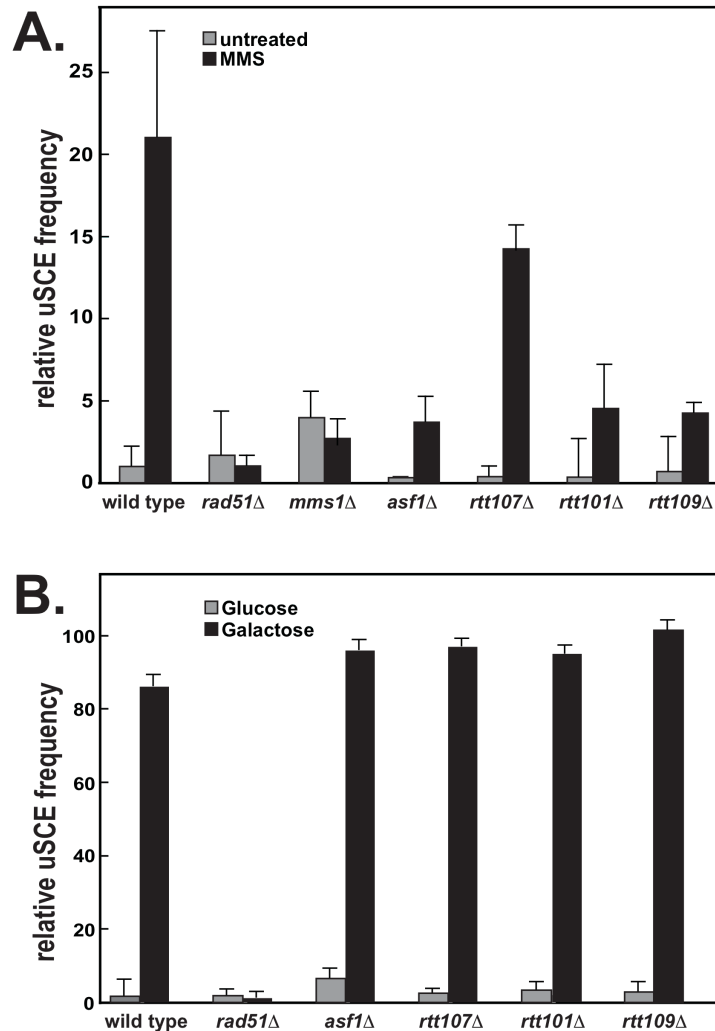 A.
untreated
MMS
relative uSCE frequency
25
20
15
10
5
0
wild type rad51Δ mms1Δ asf1Δ rtt107Δ rtt101Δ rtt109Δ
B.
Glucose
Galactose
relative uSCE frequency
100
80
60
40
20
0
wild type rad51Δ asf1Δ rtt107Δ rtt101Δ rtt109Δ